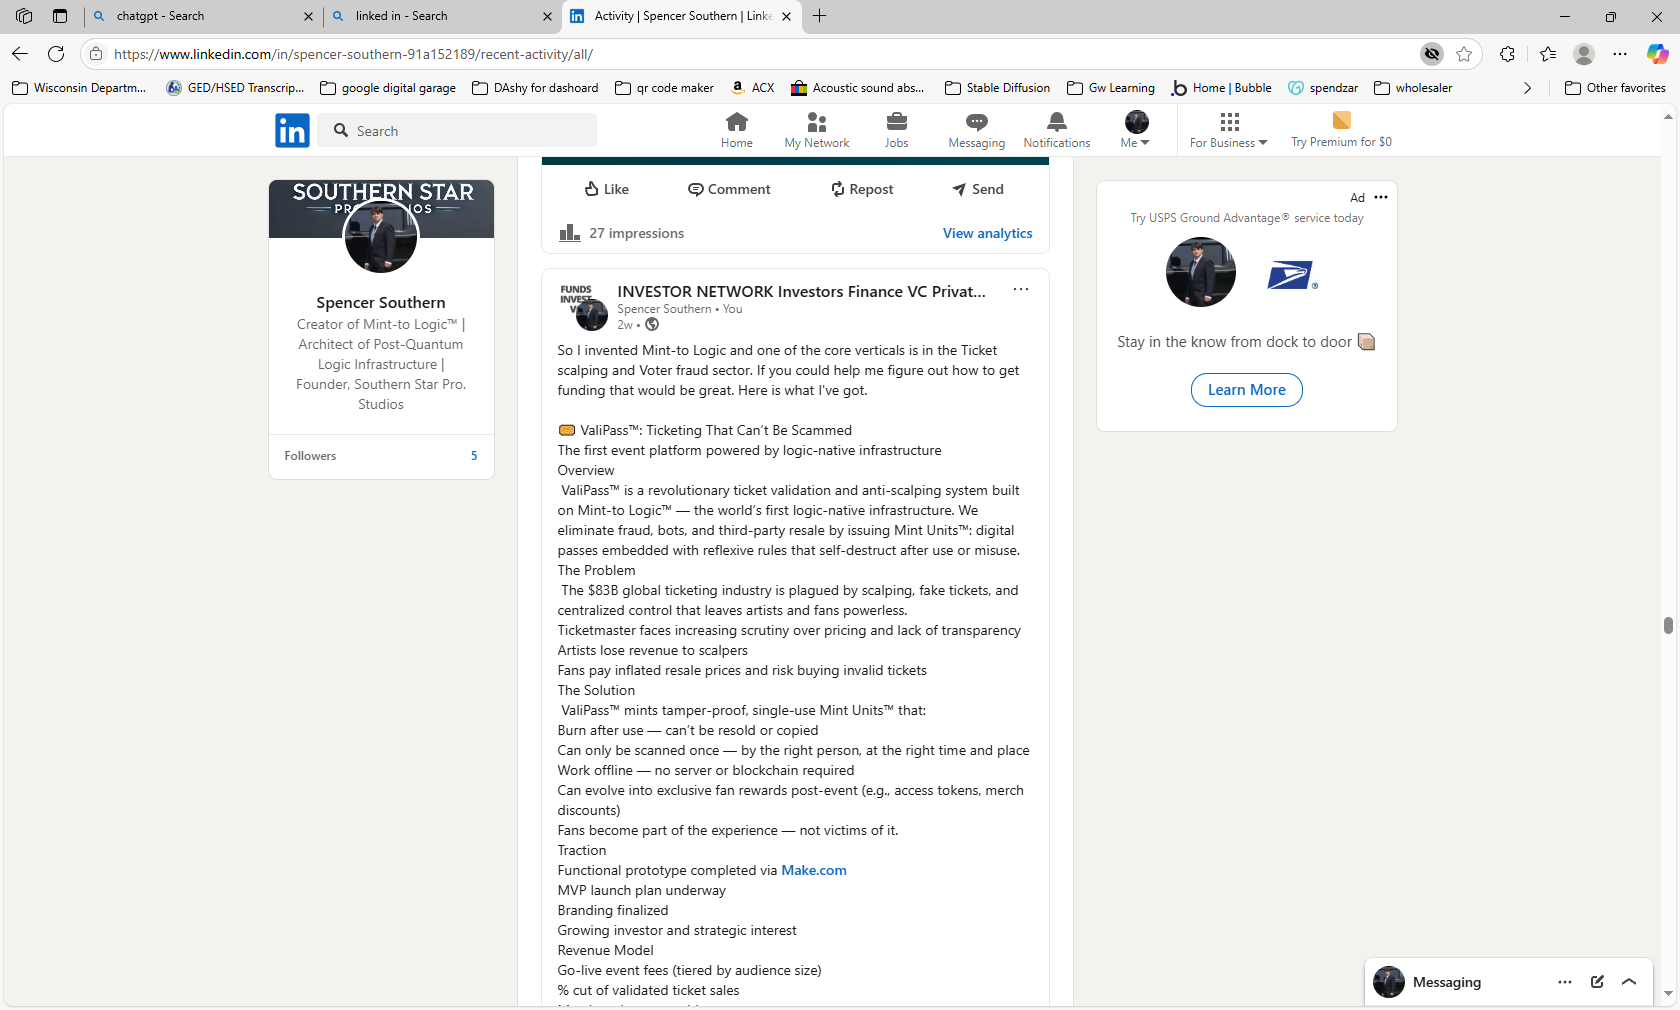 chatgpt - Search
linked in - Search
Activity | Spencer Southern | Linke
https://www.linkedin.com/in/spencer-southern-91a152189/recent-activity/all/
Wisconsin Departm...
GED/HSED Transcrip...
google digital garage
DAshy for dashoard
qr code maker
ACX
Acoustic sound abs...
Stable Diffusion
Gw Learning
Home | Bubble
spendzar
wholesaler
Other favorites
in
Search
Home
My Network
Jobs
Messaging
Notifications
Me
For Business
Try Premium for $0
SOUTHERN STAR
Spencer Southern
Creator of Mint-to Logic™ |
Architect of Post-Quantum
Logic Infrastructure |
Founder, Southern Star Pro.
Studios
Followers
5
Like
Comment
Repost
Send
27 impressions
View analytics
FUNDS
INVEST
V
INVESTOR NETWORK Investors Finance VC Privat...
Spencer Southern • You
2w •
So I invented Mint-to Logic and one of the core verticals is in the Ticket
scalping and Voter fraud sector. If you could help me figure out how to get
funding that would be great. Here is what I've got.
ValiPass™: Ticketing That Can’t Be Scammed
The first event platform powered by logic-native infrastructure
Overview
ValiPass™ is a revolutionary ticket validation and anti-scalping system built
on Mint-to Logic™ — the world’s first logic-native infrastructure. We
eliminate fraud, bots, and third-party resale by issuing Mint Units™: digital
passes embedded with reflexive rules that self-destruct after use or misuse.
The Problem
The $83B global ticketing industry is plagued by scalping, fake tickets, and
centralized control that leaves artists and fans powerless.
Ticketmaster faces increasing scrutiny over pricing and lack of transparency
Artists lose revenue to scalpers
Fans pay inflated resale prices and risk buying invalid tickets
The Solution
ValiPass™ mints tamper-proof, single-use Mint Units™ that:
Burn after use — can’t be resold or copied
Can only be scanned once — by the right person, at the right time and place
Work offline — no server or blockchain required
Can evolve into exclusive fan rewards post-event (e.g., access tokens, merch
discounts)
Fans become part of the experience — not victims of it.
Traction
Functional prototype completed via Make.com
MVP launch plan underway
Branding finalized
Growing investor and strategic interest
Revenue Model
Go-live event fees (tiered by audience size)
% cut of validated ticket sales
Ad
Try USPS Ground Advantage® service today
Stay in the know from dock to door
Learn More
Messaging